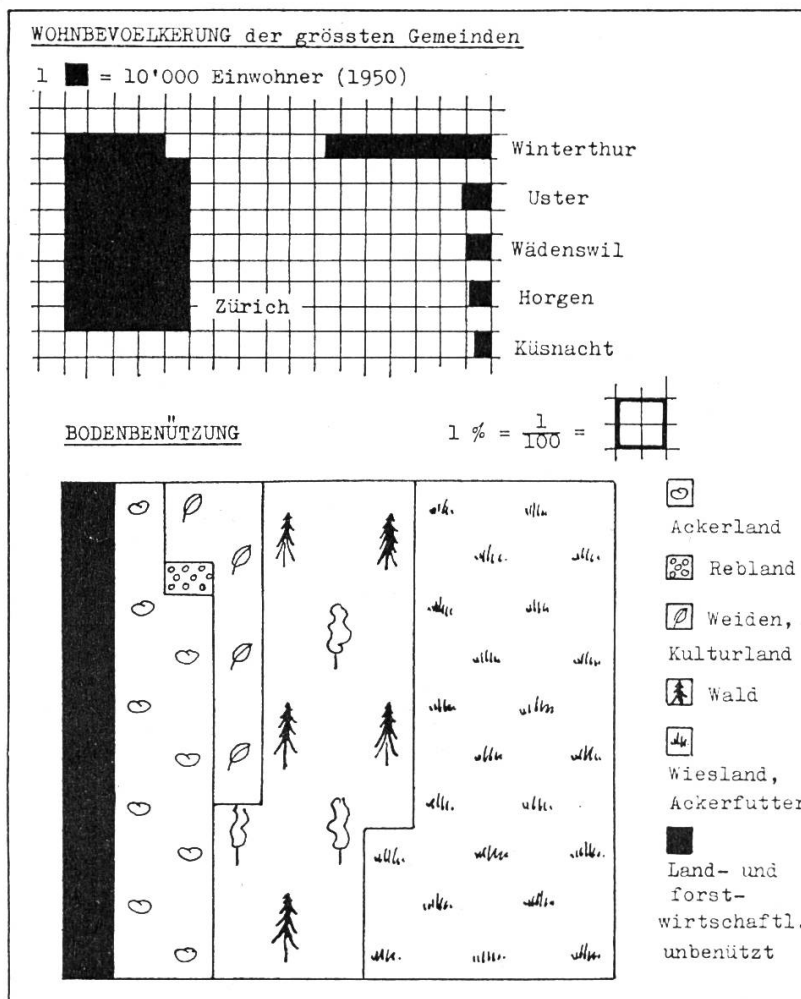 WOHNBEVOELKERUNG der grössten Gemeinden
1 = 10'000 Einwohner (1950)
Winterthur
Uster
Wädenswil
Horgen
Zürich
Küsnacht
BODENBENÜTZUNG
1 % = 1/100 =
Ackerland
Rebland
Weiden,
Kulturland
Wald
Wiesland,
Ackerfutter
Land- und
forst-
wirtschaftl.
unbenützt